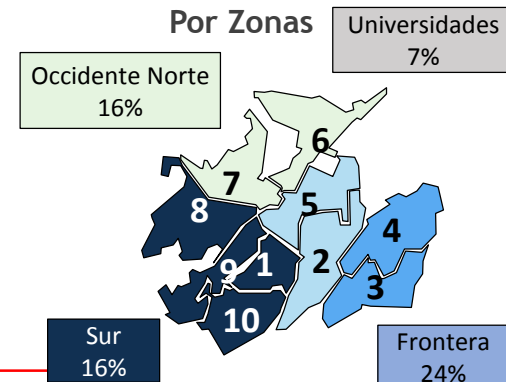 Por Zonas
Universidades
7%
Occidente Norte
16%
6
7
5
8
4
9
1
2
3
10
Sur
16%
Frontera
24%